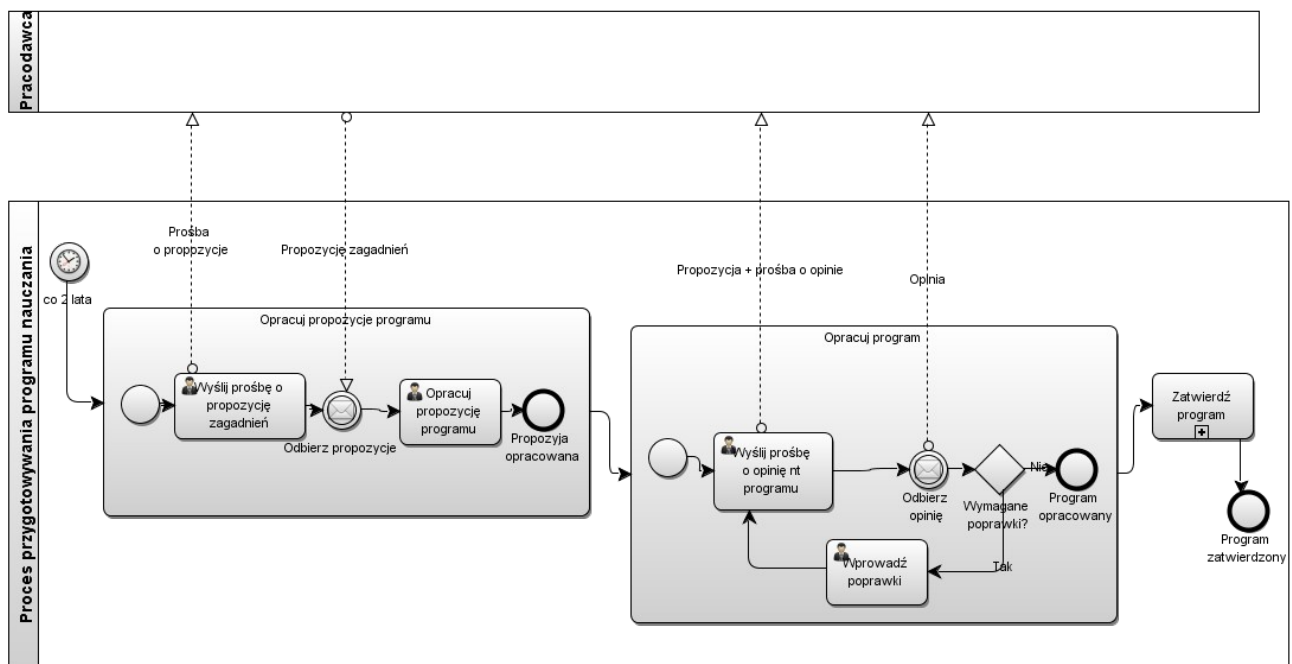 Pracodawca
Proces przygotowywania programu nauczania
co 2 lata
Prośba
o propozycje
Propozycję zagadnień
Propozycja + prośba o opinie
Opinia
Opracuj propozycje programu
Wyślij prośbę o
propozycję
zagadnień
Odbierz propozycje
Opracuj
propozycję
programu
Propozyja
opracowana
Opracuj program
Wyślij prośbę
o opinię nt
programu
Odbierz
opinię
Wymagane
poprawki?
Nie
Program
opracowany
Tak
Wprowadź
poprawki
Zatwierdź
program
Program
zatwierdzony